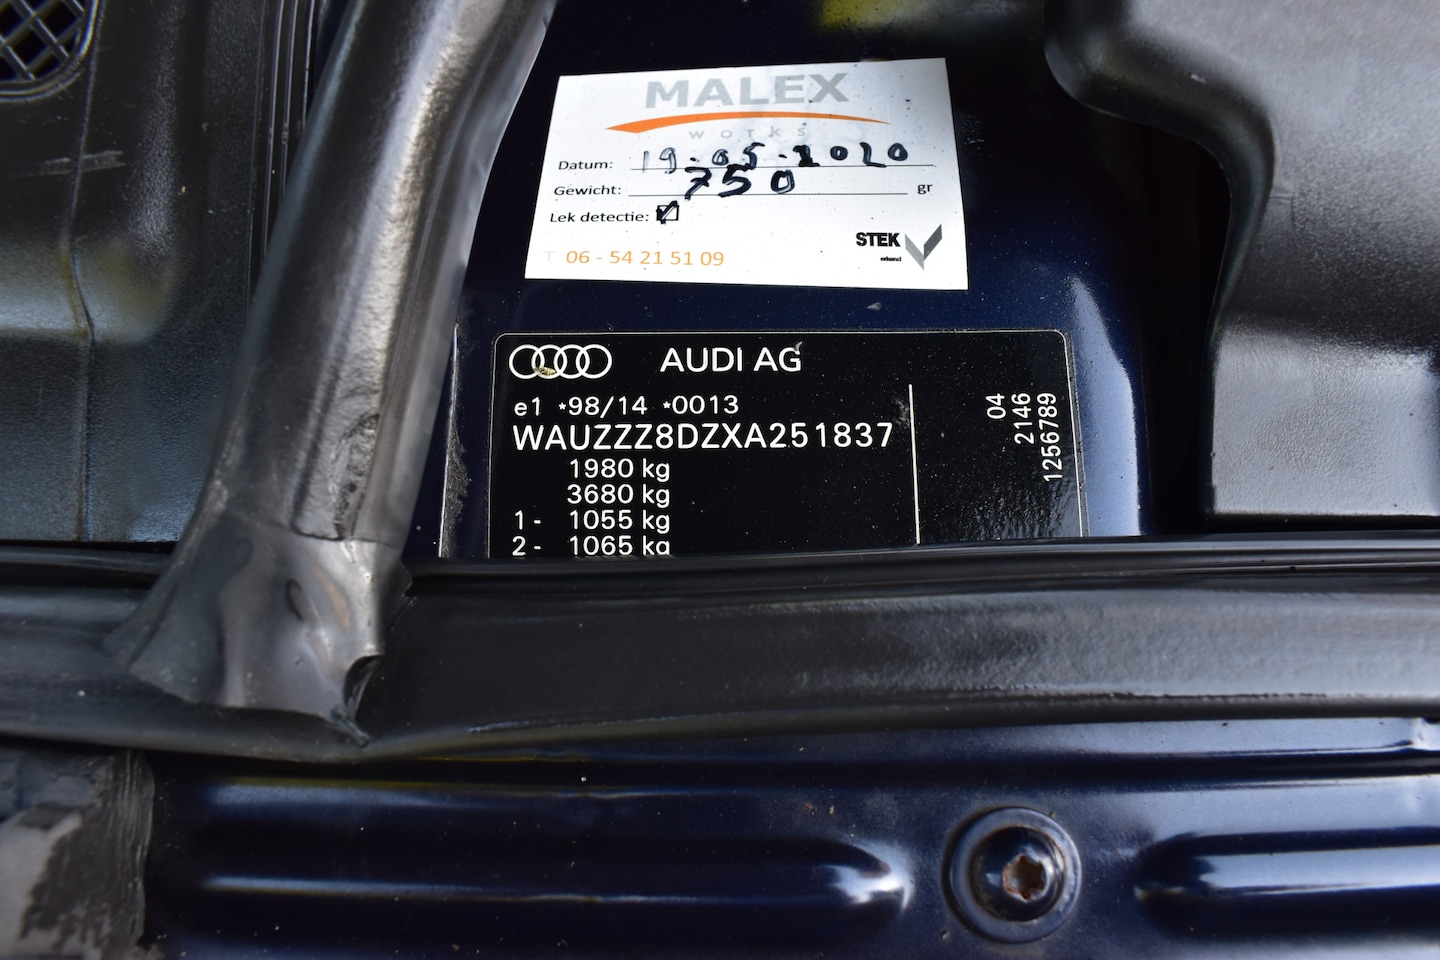 MALEX
works
Datum: 19-05-2020
Gewicht: 750 gr
Lek detectie:
T 06 - 54 21 51 09
STEK
erkend
AUDI AG
e1 *98/14 *0013
WAUZZZ8DZXA251837
1980 kg
3680 kg
1- 1055 kg
2- 1065 kg
04
2146
1256789